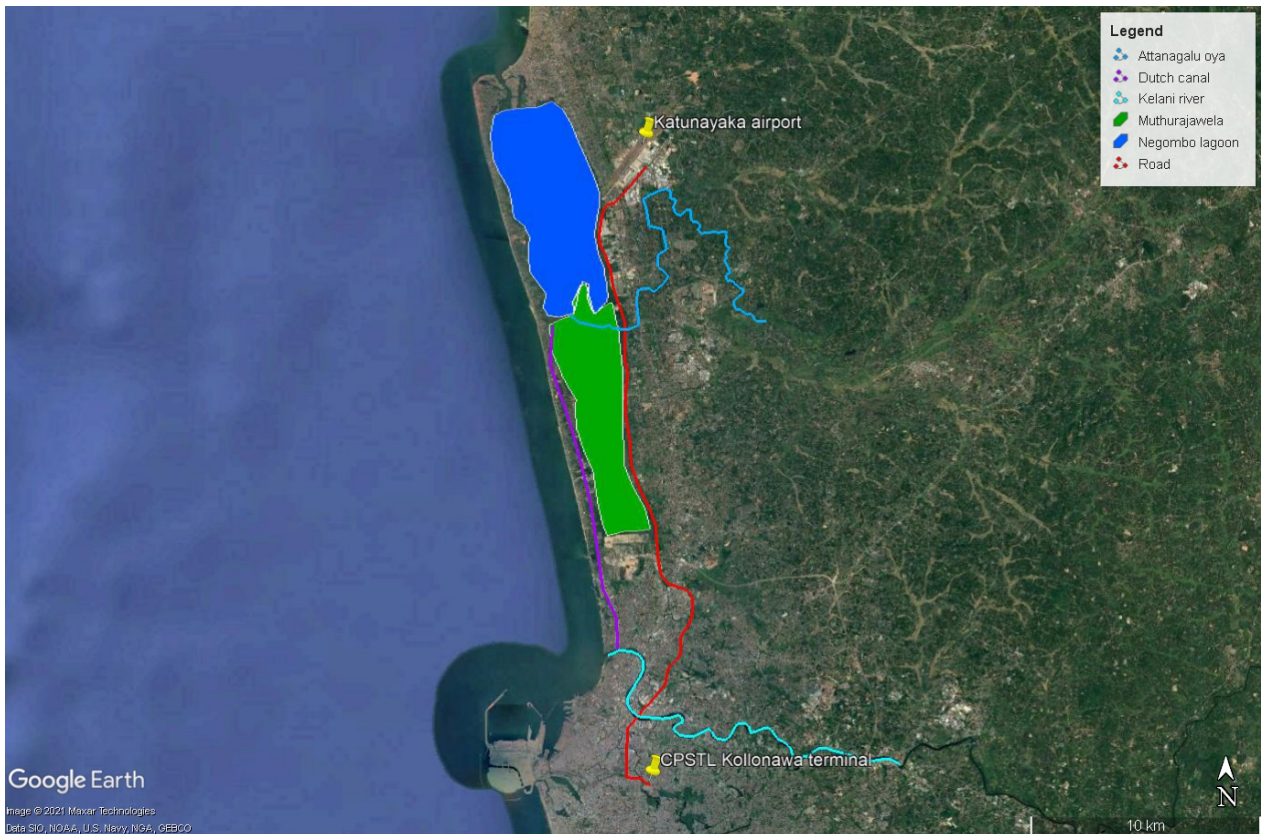 Legend
Attanagalu oya
Dutch canal
Kelani river
Muthurajawela
Negombo lagoon
Road
Katunayaka airport
CPSTL Kollonawa terminal
Google Earth
Image © 2021 Maxar Technologies
Data SIO, NOAA, U.S. Navy, NGA, GEBCO
N
10 km